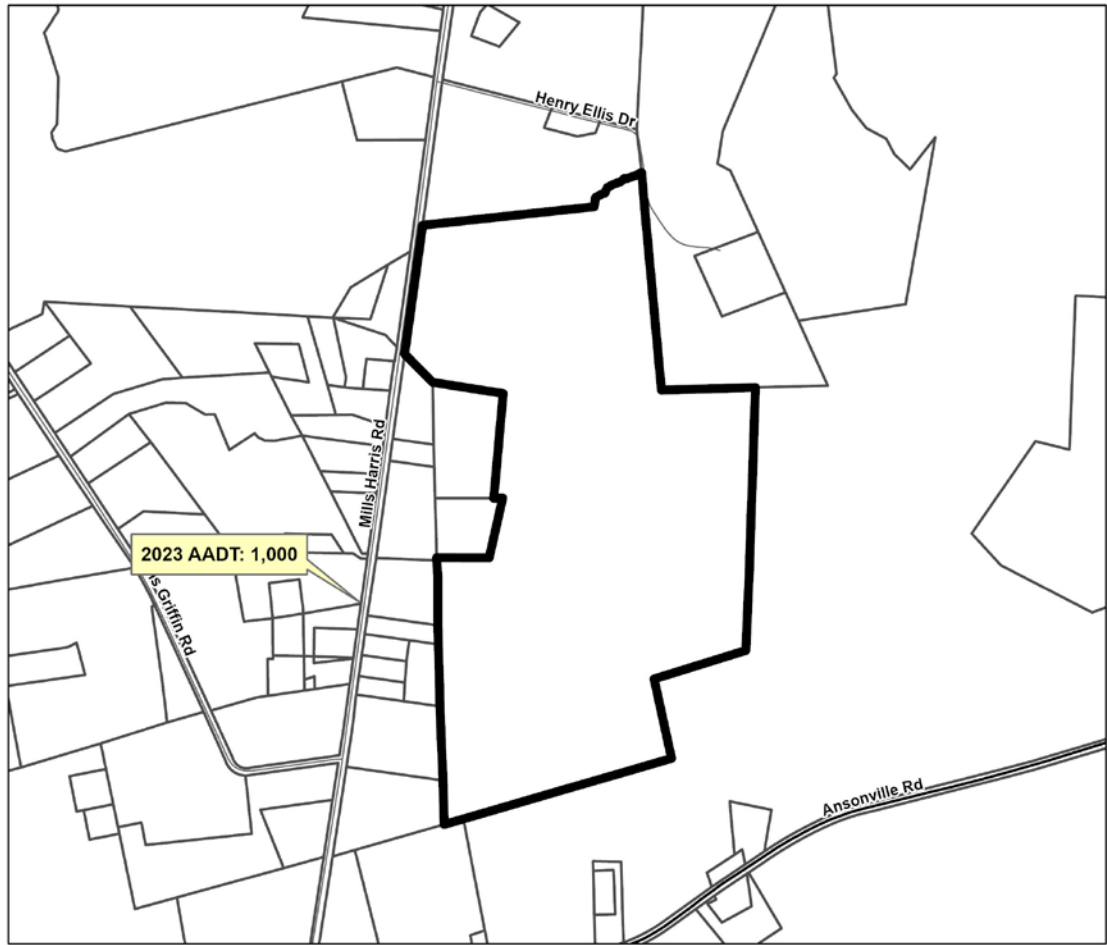 Henry Ellis Dr
Mills Harris Rd
2023 AADT: 1,000
Griffin Rd
Ansonville Rd